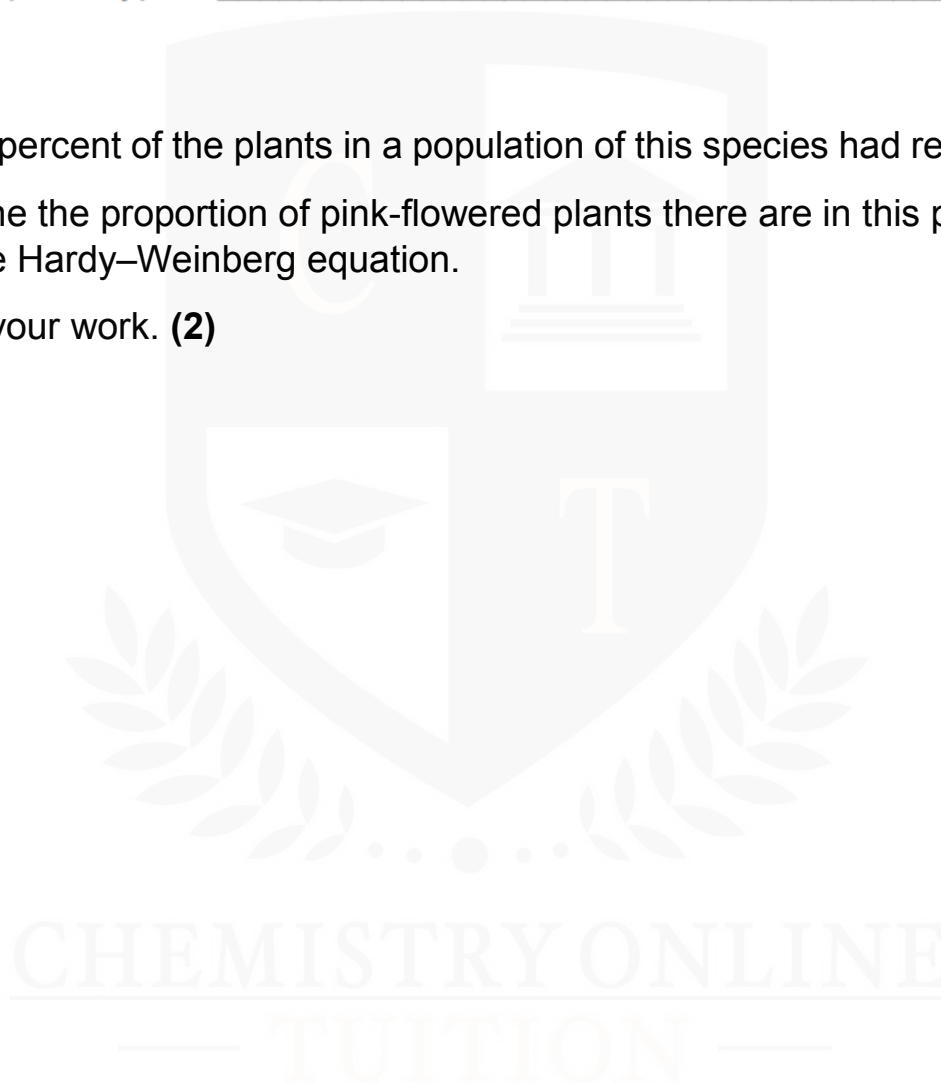 percent of the plants in a population of this species had re
ne the proportion of pink-flowered plants there are in this p
e Hardy–Weinberg equation.
your work. (2)
C
T
CHEMISTRY ONLINE
TUITION